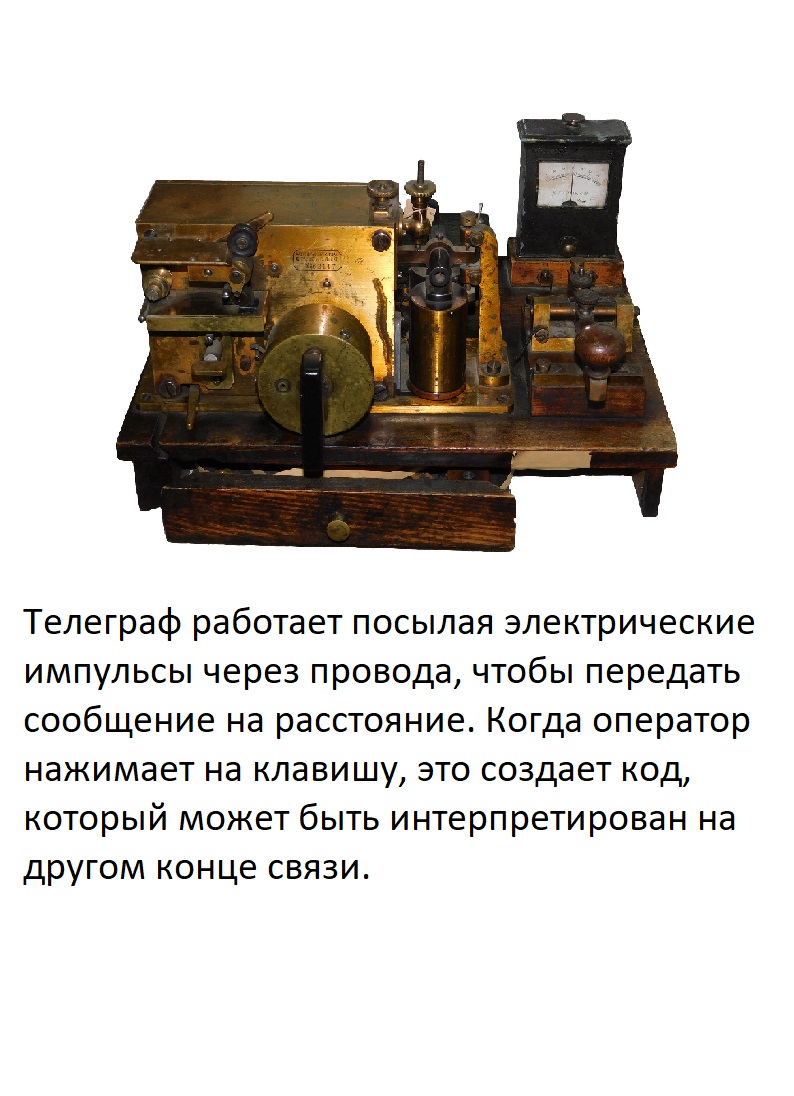 Телеграф работает посылая электрические
импульсы через провода, чтобы передать
сообщение на расстояние. Когда оператор
нажимает на клавишу, это создает код,
который может быть интерпретирован на
другом конце связи.